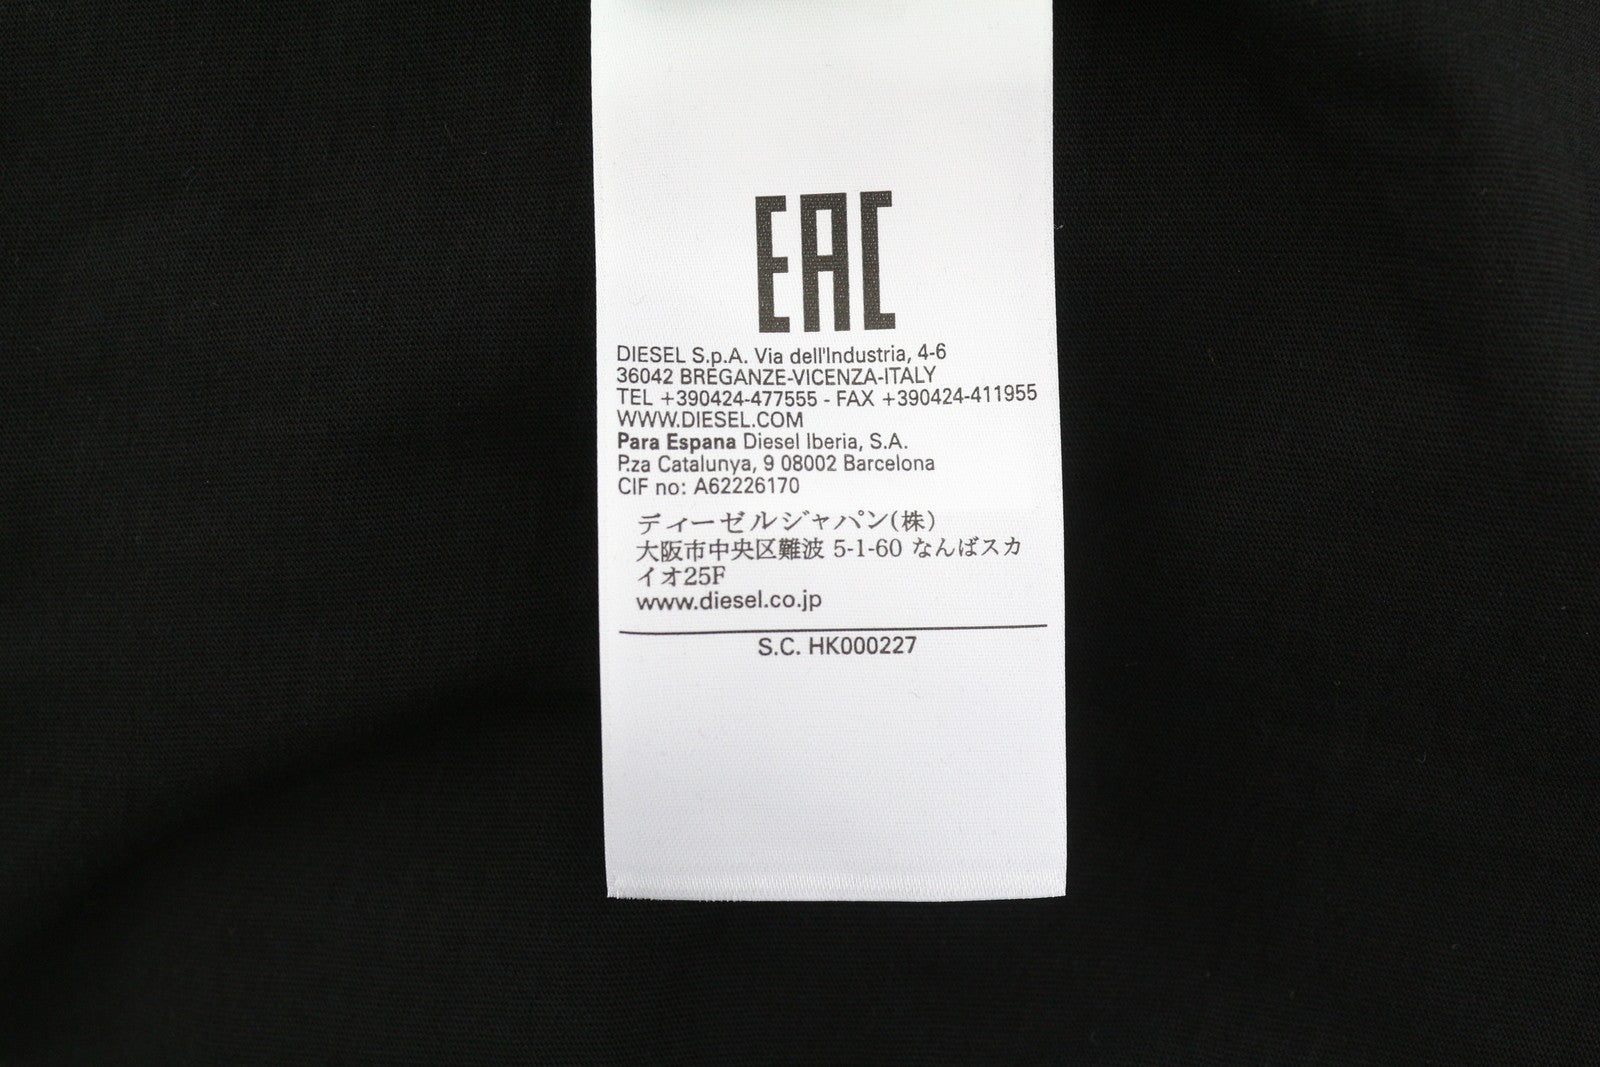 EAC
DIESEL S.p.A. Via dell'Industria, 4-6
36042 BREGANZE-VICENZA-ITALY
TEL +390424-477555 - FAX +390424-411955
WWW.DIESEL.COM
Para Espana Diesel Iberia, S.A.
P.za Catalunya, 9 08002 Barcelona
CIF no: A62226170
ディーゼルジャパン(株)
大阪市中央区難波 5-1-60 なんばスカ
イオ25F
www.diesel.co.jp
S.C. HK000227